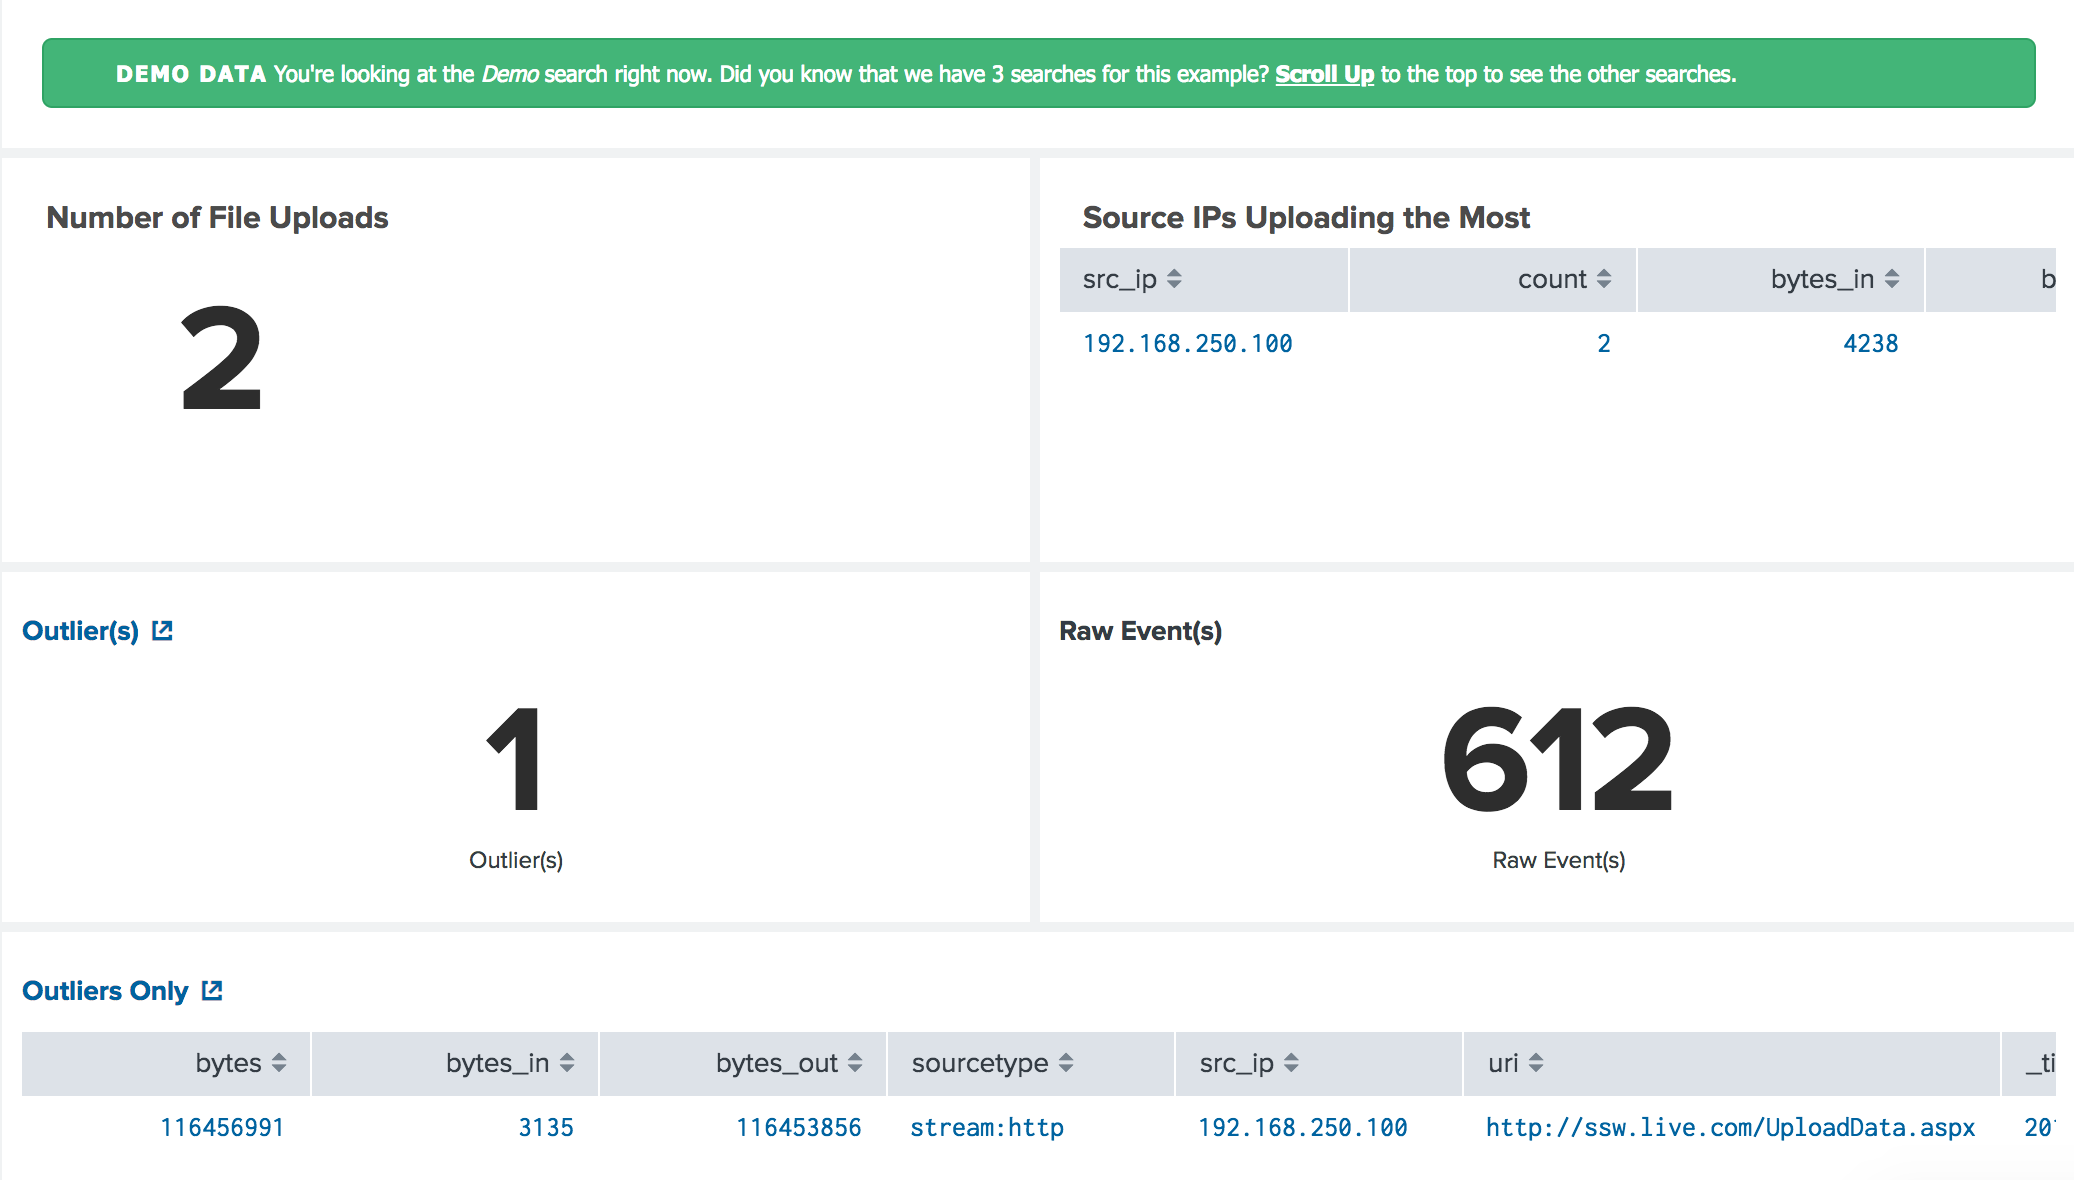 DEMO DATA You're looking at the Demo search right now. Did you know that we have 3 searches for this example? Scroll Up to the top to see the other searches.
Number of File Uploads
2
Source IPs Uploading the Most
src_ip count bytes_in b
192.168.250.100 2 4238
Outlier(s)
1
Outlier(s)
Raw Event(s)
612
Raw Event(s)
Outliers Only
bytes bytes_in bytes_out sourcetype src_ip uri _ti
116456991 3135 116453856 stream:http 192.168.250.100 http://ssw.live.com/UploadData.aspx 20